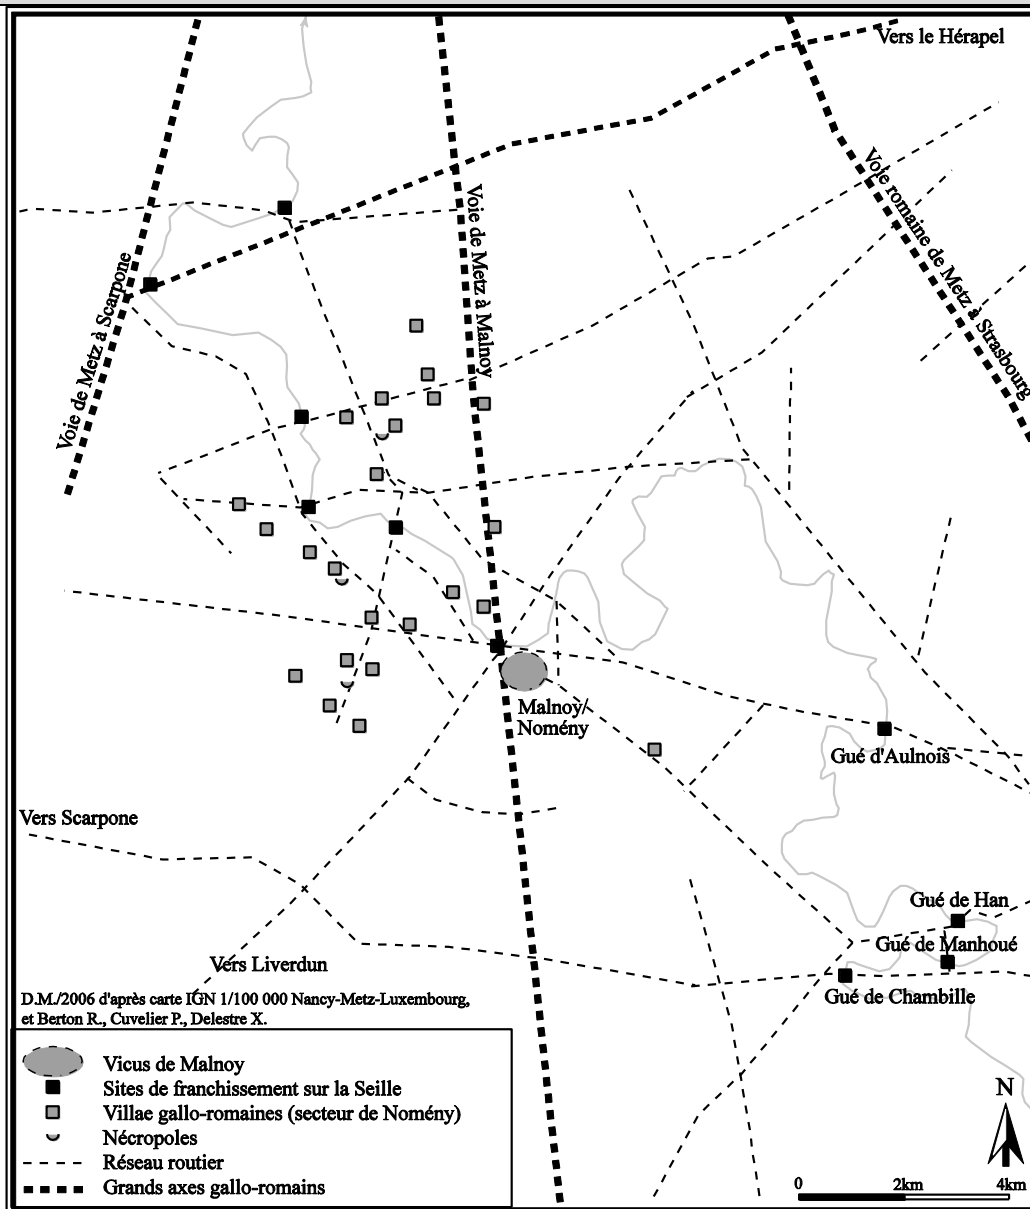 Vers le Hérapel
Voie romaine de Metz à Strasbourg
Voie de Metz à Malnoy
Voie de Metz à Scarpone
Malnoy/
Nomény
Gué d'Aulnois
Vers Scarpone
Gué de Han
Gué de Manhoué
Vers Liverdun
Gué de Chambille
D.M./2006 d'après carte IGN 1/100 000 Nancy-Metz-Luxembourg,
et Berton R., Cuvelier P., Delestre X.
Vicus de Malnoy
Sites de franchissement sur la Seille
Villae gallo-romaines (secteur de Nomény)
Nécropoles
Réseau routier
Grands axes gallo-romains
N
0 2km 4km